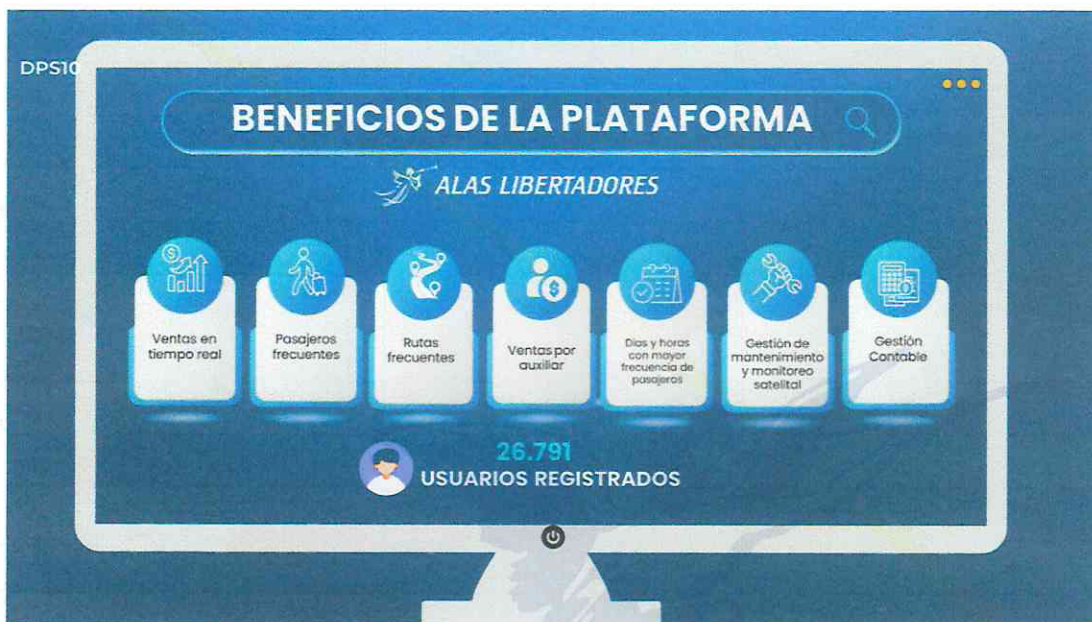 DPS10
BENEFICIOS DE LA PLATAFORMA
ALAS LIBERTADORES
Ventas en
tiempo real
Pasajeros
frecuentes
Rutas
frecuentes
Ventas por
auxiliar
Días y horas
con mayor
frecuencia de
pasajeros
Gestión de
mantenimiento
y monitoreo
satelital
Gestión
Contable
26.791
USUARIOS REGISTRADOS